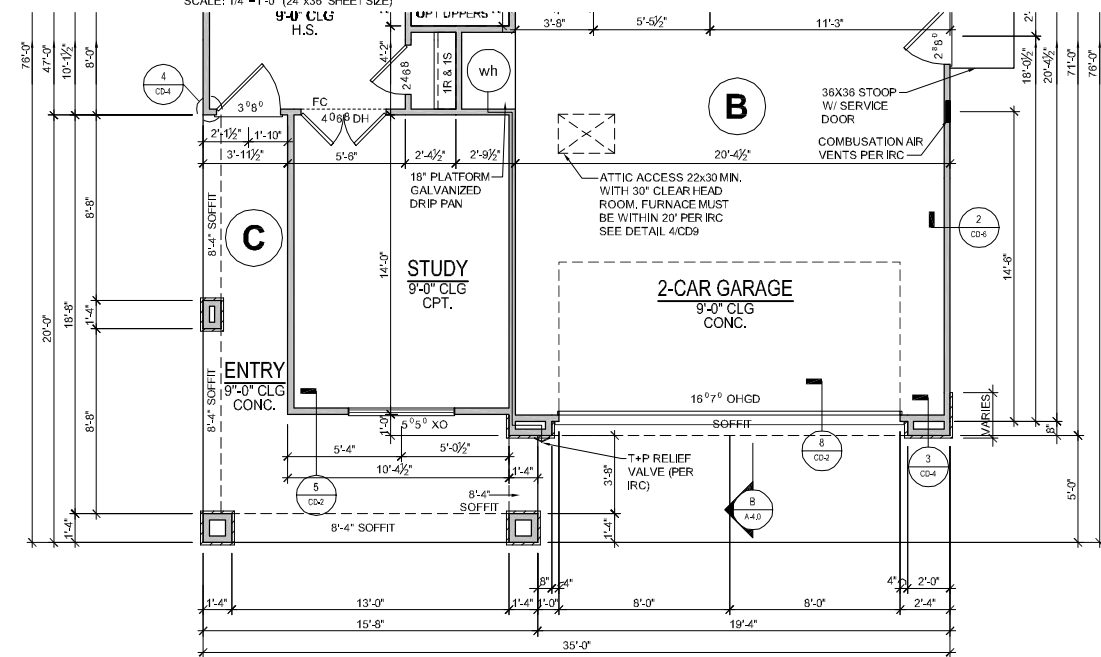 SCALE: 1/4"=1'-0" (24"x36" SHEET SIZE)
9'-0" CLG
H.S.
OPT UPPERS
3'-8"
5'-5½"
11'-3"
2⁸8⁰
76'-0"
47'-0"
10'-1½"
8'-0"
4'-2"
2468
1R & 1S
wh
B
18'-0½"
20'-4½"
71'-0"
76'-0"
4
CD-4
3⁰8⁰
FC
4⁰6⁸ DH
36X36 STOOP
W/ SERVICE
DOOR
COMBUSATION AIR
VENTS PER IRC
2'-1½"
1'-10"
3'-11½"
5'-6"
2'-4½"
2'-9½"
20'-4½"
18" PLATFORM
GALVANIZED
DRIP PAN
ATTIC ACCESS 22x30 MIN.
WITH 30" CLEAR HEAD
ROOM. FURNACE MUST
BE WITHIN 20' PER IRC
SEE DETAIL 4/CD9
8'-8"
8'-4" SOFFIT
C
2
CD-6
14'-0"
14'-6"
STUDY
9'-0" CLG
CPT.
2-CAR GARAGE
9'-0" CLG
CONC.
20'-0"
18'-8"
1'-4"
ENTRY
9"-0" CLG
CONC.
8'-8"
8'-4" SOFFIT
16⁰7⁰ OHGD
SOFFIT
VARIES
8"
5⁰5⁰ XO
1'-0"
5'-4"
5'-0½"
10'-4½"
1'-4"
T+P RELIEF
VALVE (PER
IRC)
3'-8"
8
CD-2
3
CD-4
5
CD-2
8'-4"
SOFFIT
8'-4" SOFFIT
B
A-4.0
5'-0"
1'-4"
1'-4"
8"
4"
4"
2'-0"
1'-4"
13'-0"
1'-4"
1'-0"
8'-0"
8'-0"
2'-4"
15'-8"
19'-4"
35'-0"